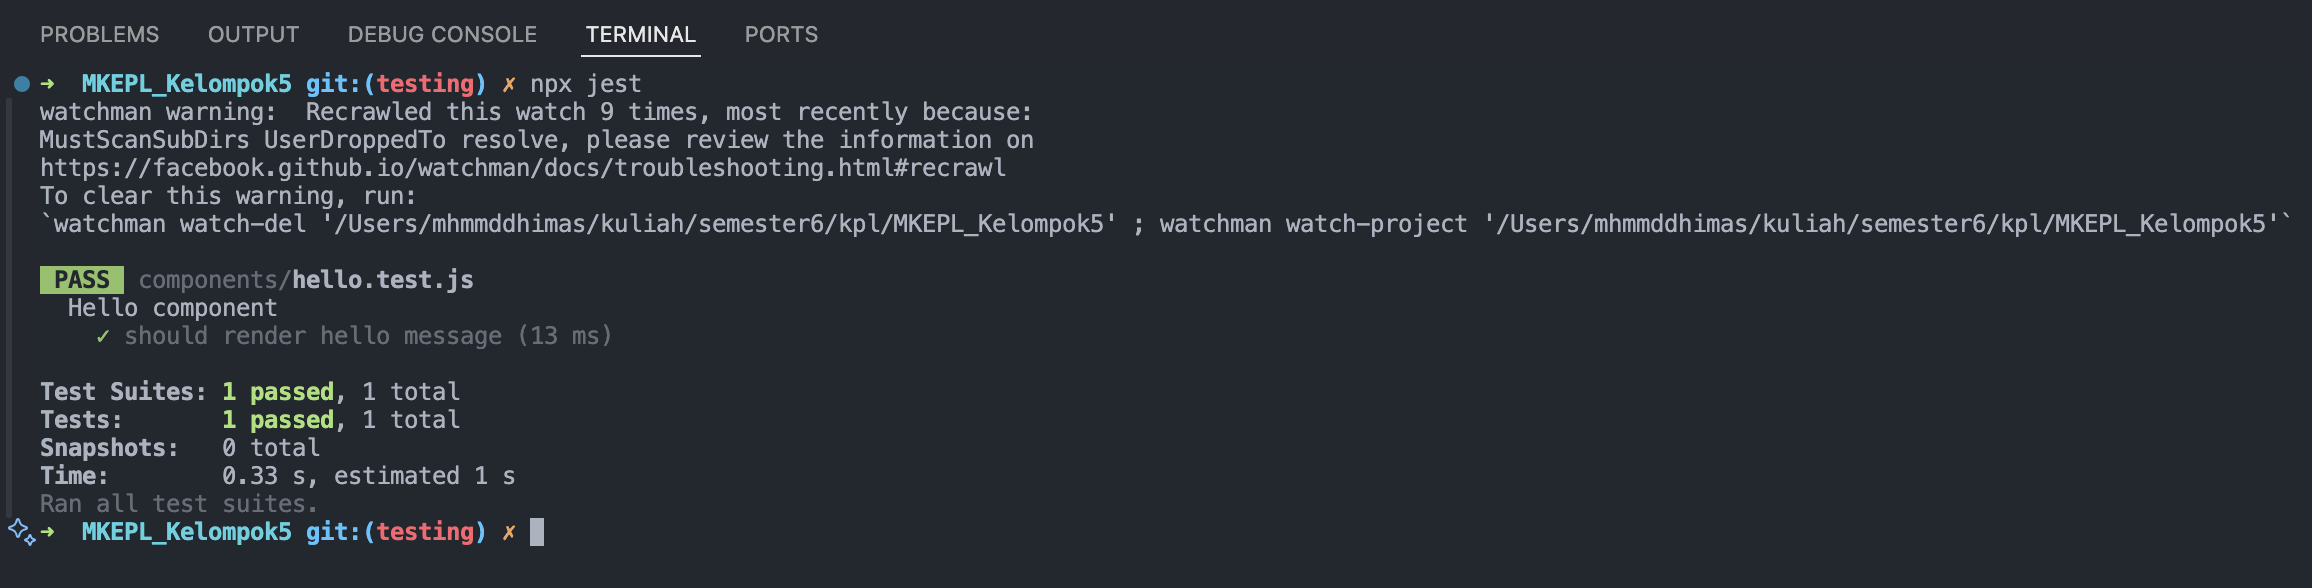 PROBLEMS OUTPUT DEBUG CONSOLE TERMINAL PORTS
➜ MKEPL_Kelompok5 git:(testing) ✗ npx jest
watchman warning: Recrawled this watch 9 times, most recently because:
MustScanSubDirs UserDroppedTo resolve, please review the information on
https://facebook.github.io/watchman/docs/troubleshooting.html#recrawl
To clear this warning, run:
`watchman watch-del '/Users/mhmmddhimas/kuliah/semester6/kpl/MKEPL_Kelompok5' ; watchman watch-project '/Users/mhmmddhimas/kuliah/semester6/kpl/MKEPL_Kelompok5'`
PASS components/hello.test.js
Hello component
✓ should render hello message (13 ms)
Test Suites: 1 passed, 1 total
Tests: 1 passed, 1 total
Snapshots: 0 total
Time: 0.33 s, estimated 1 s
Ran all test suites.
➜ MKEPL_Kelompok5 git:(testing) ✗